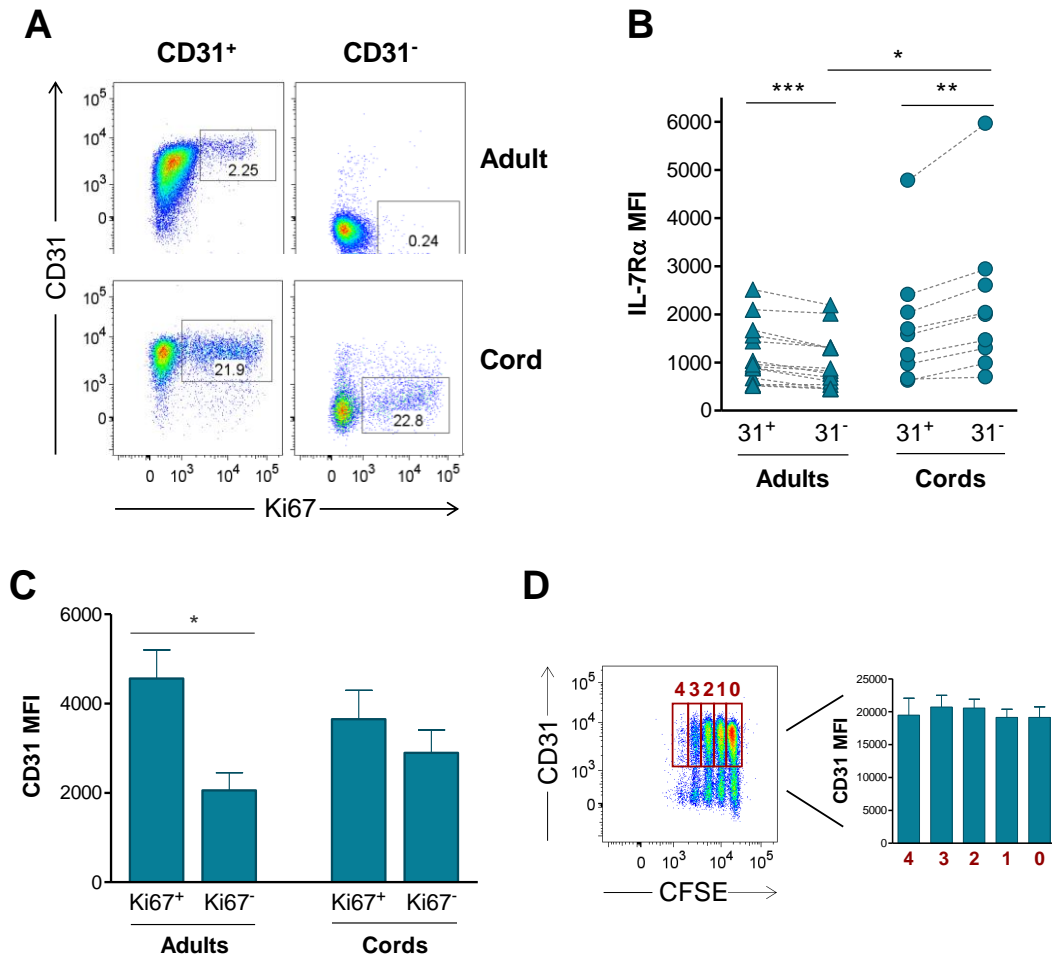 A
CD31+
CD31-
10^5
10^4
10^3
0
2.25
0.24
Adult
10^5
10^4
10^3
0
21.9
22.8
Cord
0 10^3 10^4 10^5
0 10^3 10^4 10^5
CD31
Ki67
B
*
***
**
6000
5000
4000
3000
2000
1000
0
IL-7Rα MFI
31+ 31- 31+ 31-
Adults Cords
C
6000
4000
2000
0
CD31 MFI
*
Ki67+ Ki67- Ki67+ Ki67-
Adults Cords
D
43210
10^5
10^4
10^3
0
CD31
0 10^3 10^4 10^5
CFSE
25000
20000
15000
10000
5000
0
CD31 MFI
4 3 2 1 0